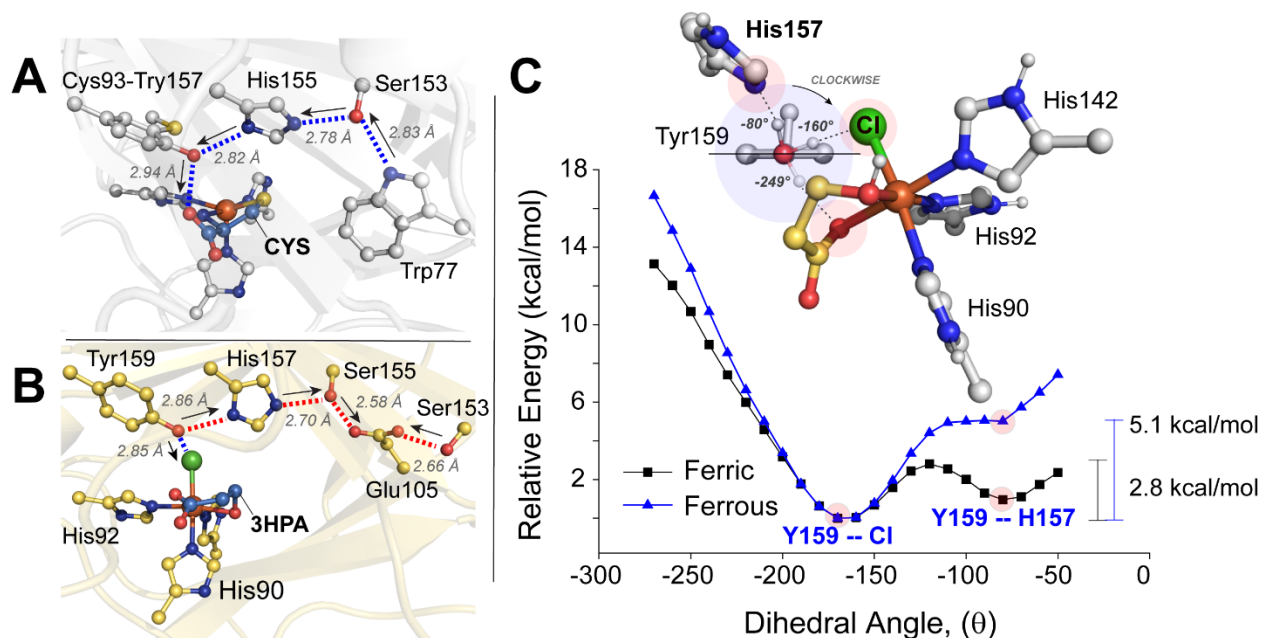 A
Cys93-Try157
His155
Ser153
2.83 Å
2.78 Å
2.82 Å
2.94 Å
CYS
Trp77
B
Tyr159
His157
Ser155
2.86 Å
2.58 Å
Ser153
2.70 Å
2.85 Å
2.66 Å
Glu105
3HPA
His92
His90
C
His157
CLOCKWISE
His142
Cl
-80°
-160°
Tyr159
-249°
His92
His90
Relative Energy (kcal/mol)
18
14
10
6
2
Ferric
Ferrous
Y159 -- Cl
Y159 -- H157
5.1 kcal/mol
2.8 kcal/mol
-300
-250
-200
-150
-100
-50
0
Dihedral Angle, (θ)